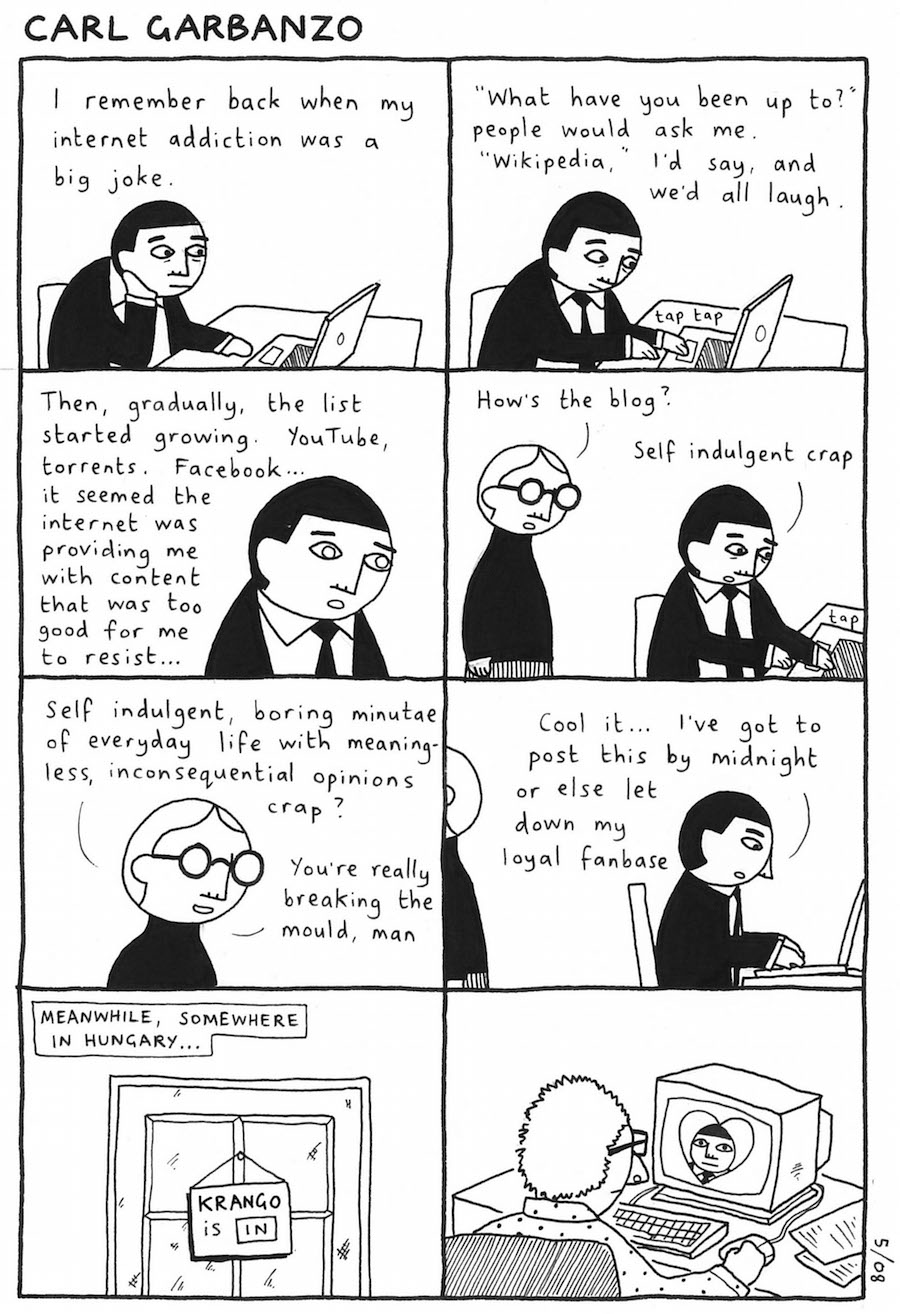 CARL GARBANZO
I remember back when my
internet addiction was a
big joke.
"What have you been up to?"
people would ask me.
"Wikipedia," I'd say, and
we'd all laugh.
tap tap
Then, gradually, the list
started growing. YouTube,
torrents. Facebook...
it seemed the
internet was
providing me
with content
that was too
good for me
to resist...
How's the blog?
Self indulgent crap
tap
Self indulgent, boring minutae
of everyday life with meaning-
less, inconsequential opinions
crap?
You're really
breaking the
mould, man
Cool it... I've got to
post this by midnight
or else let
down my
loyal fanbase
MEANWHILE, SOMEWHERE
IN HUNGARY...
KRANGO
is IN
5/08